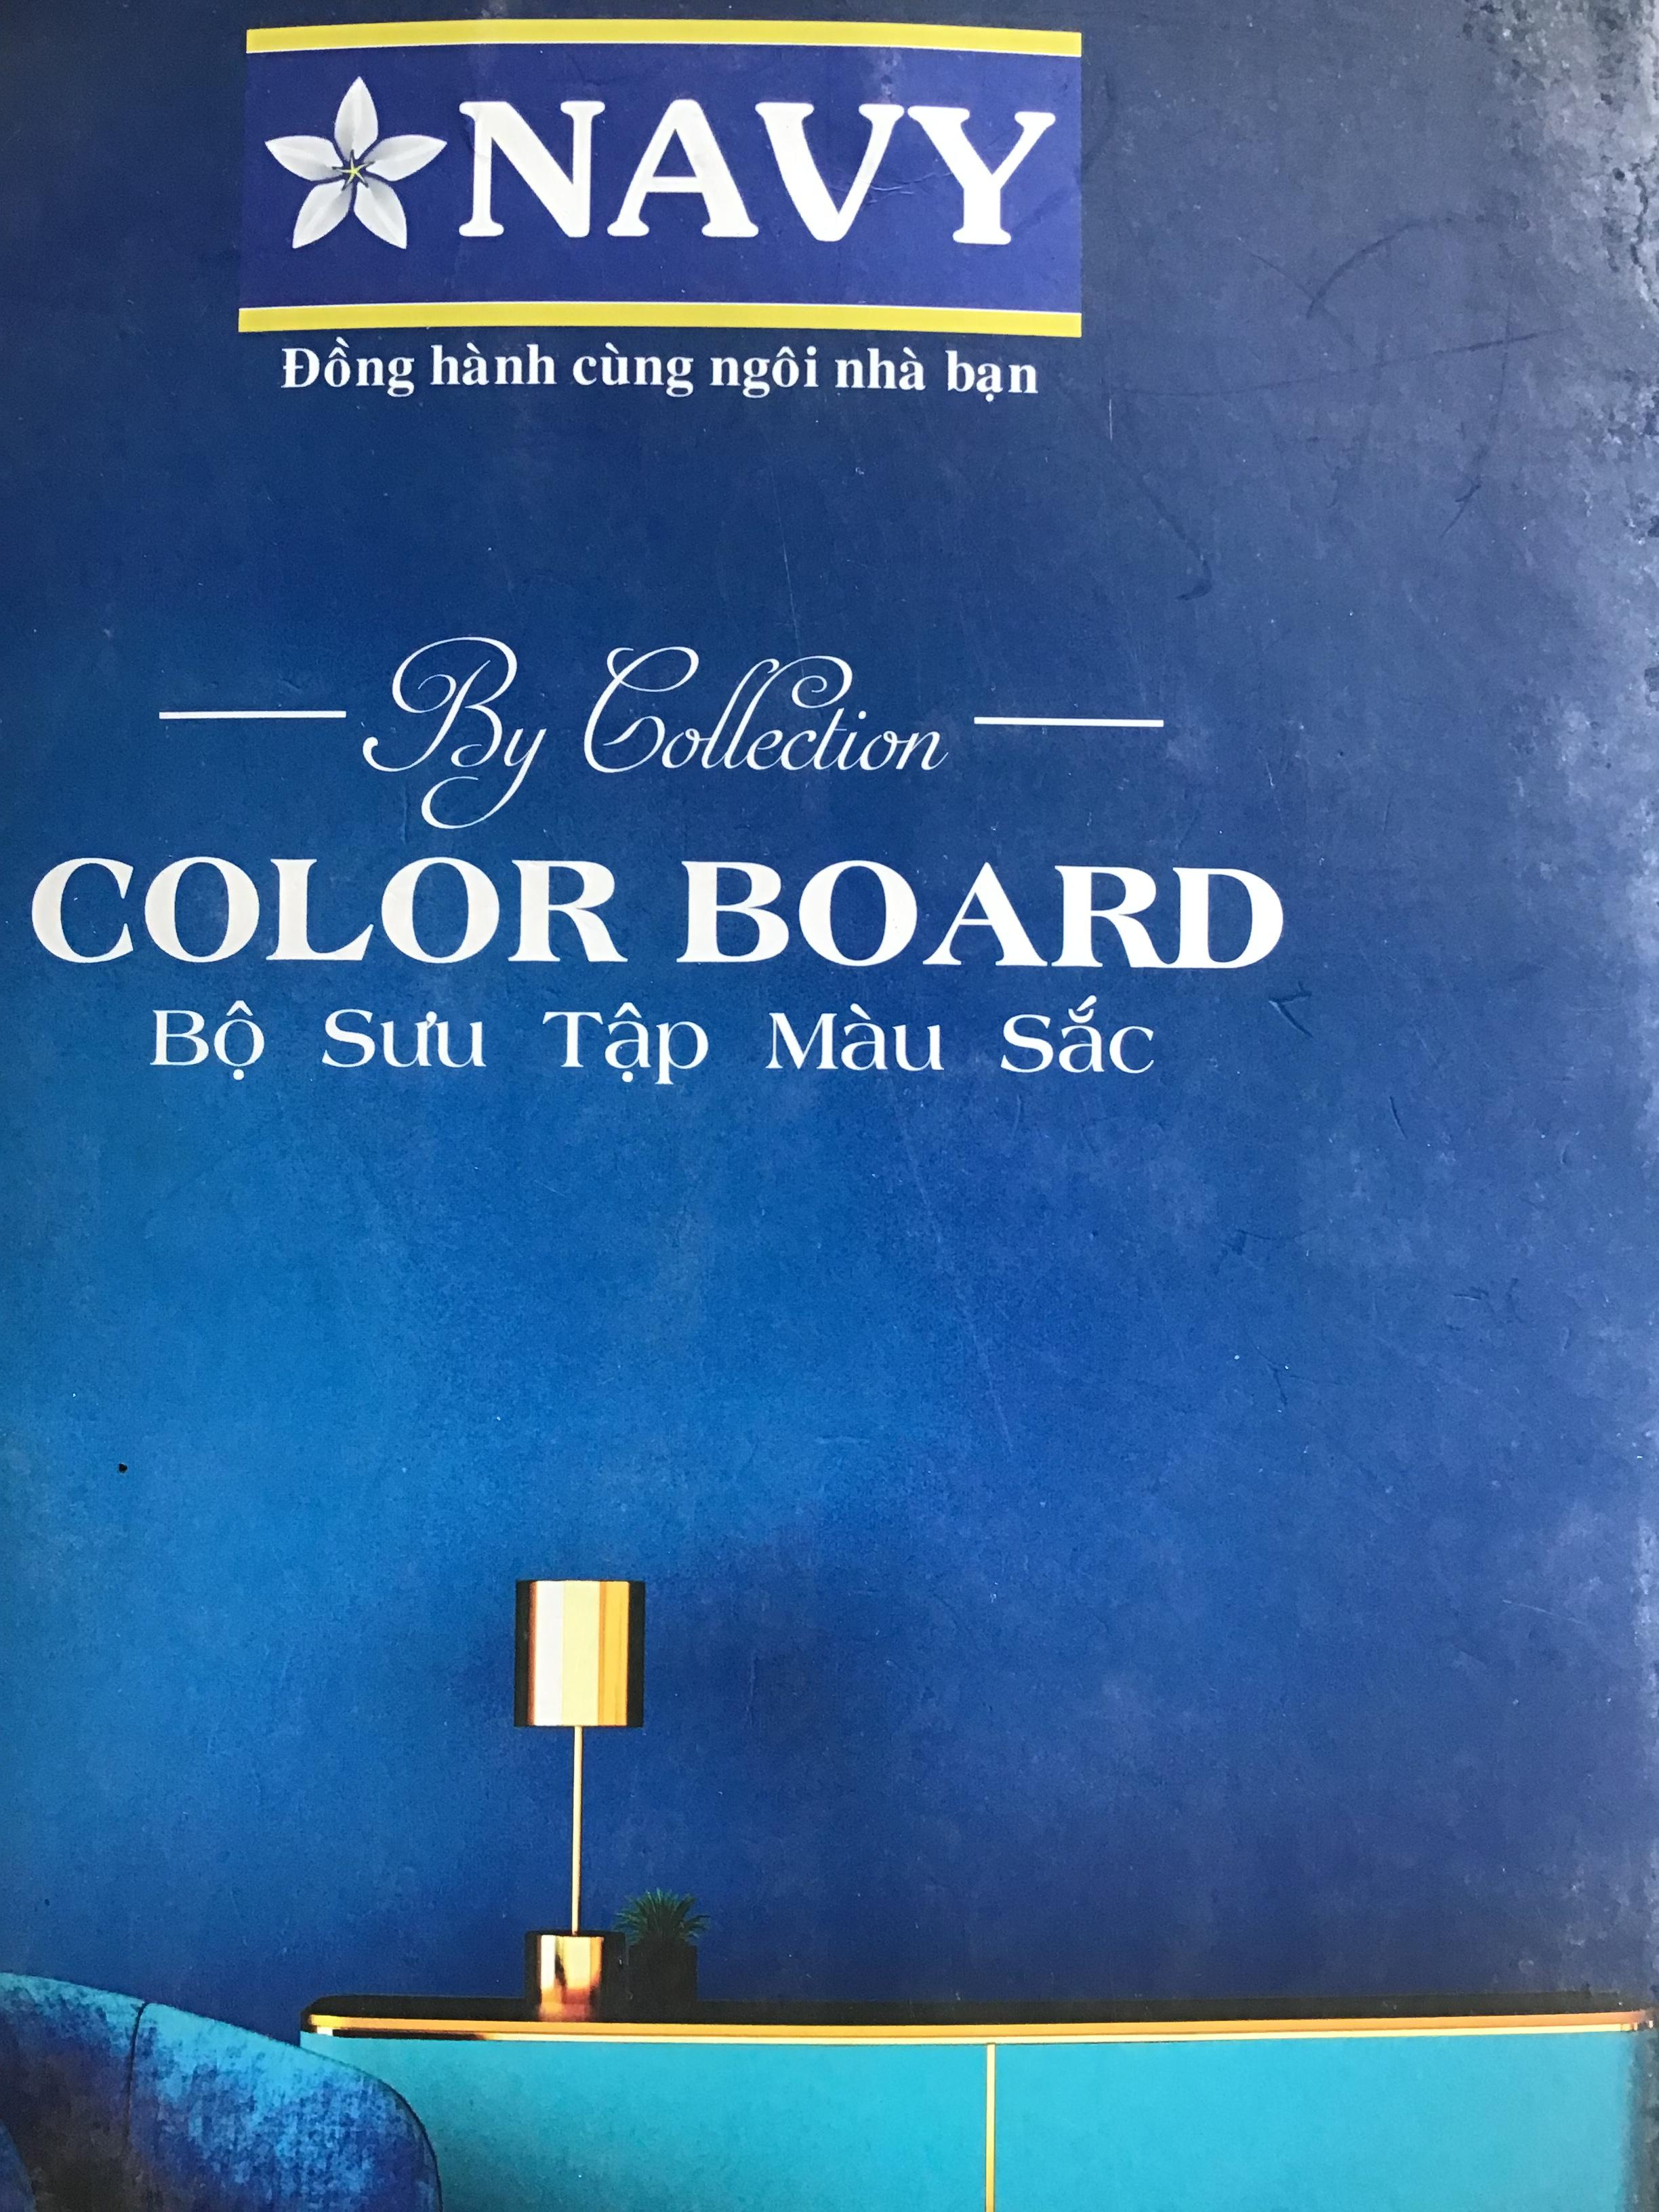 NAVY
Đồng hành cùng ngôi nhà bạn
By Collection
COLOR BOARD
Bộ Sưu Tập Màu Sắc